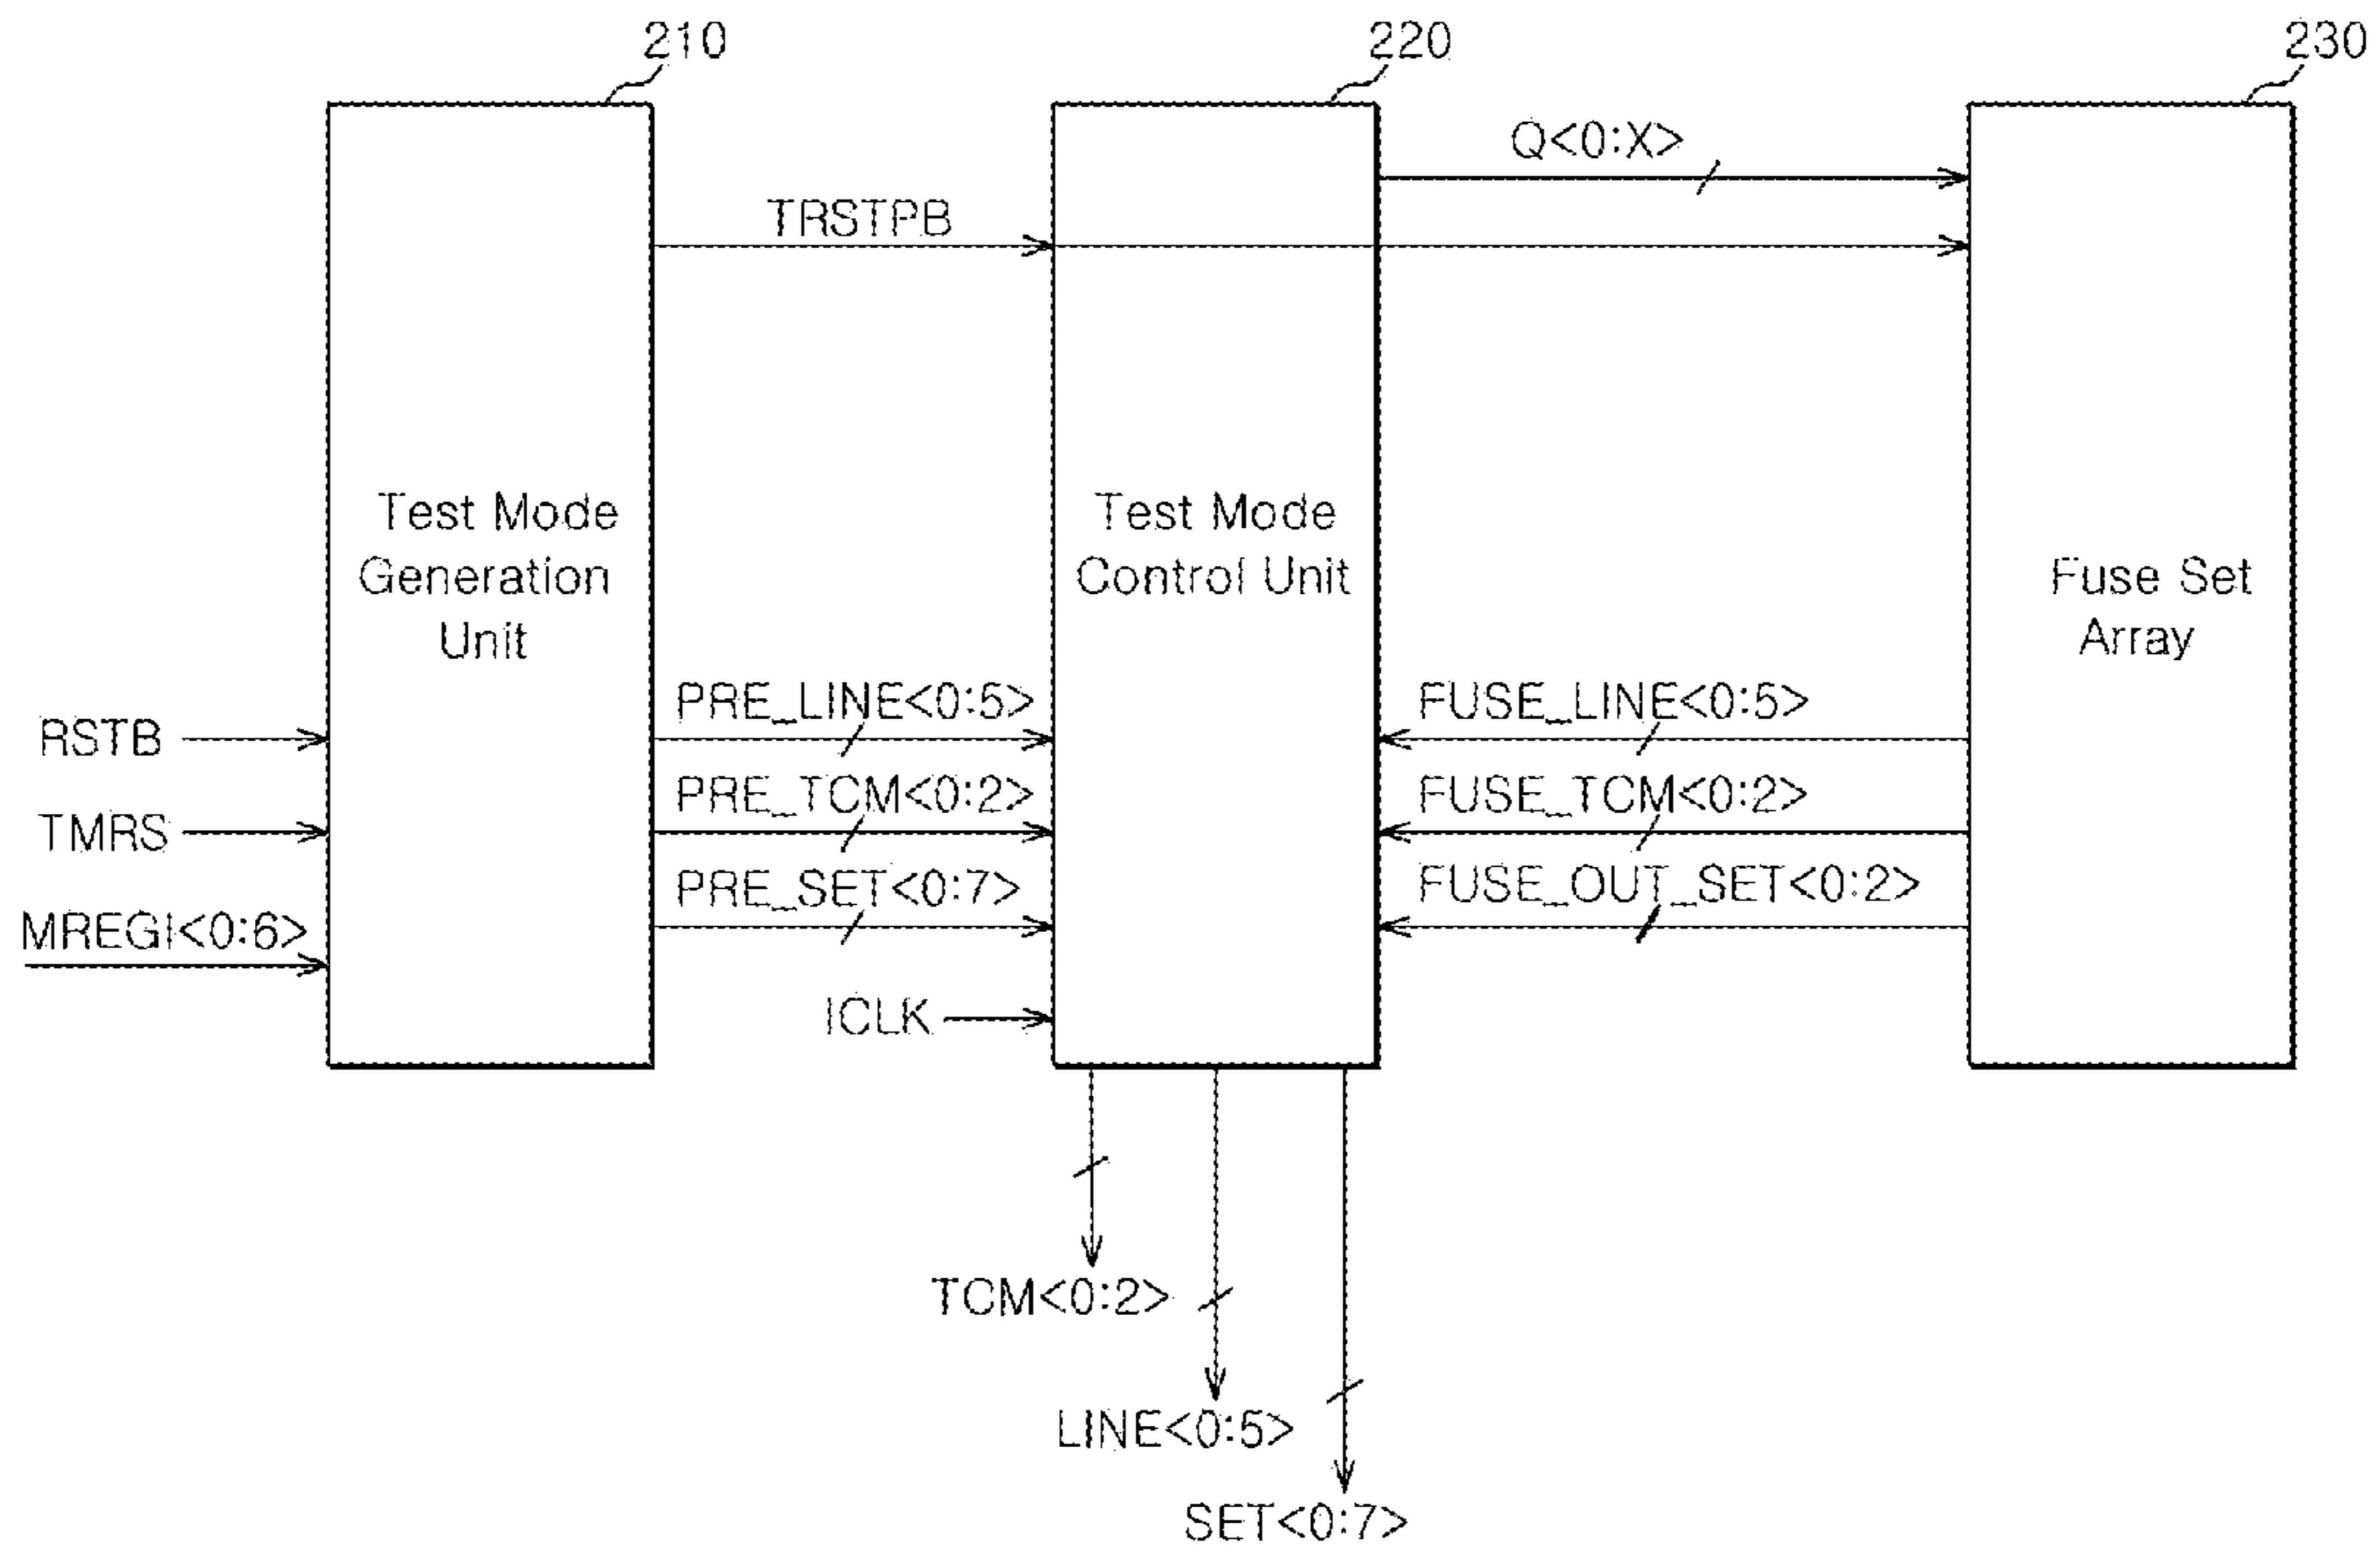 210
220
230
Q<0:X>
TRSTPB
Test Mode
Generation
Unit
Test Mode
Control Unit
Fuse Set
Array
PRE_LINE<0:5>
FUSE_LINE<0:5>
RSTB
PRE_TCM<0:2>
FUSE_TCM<0:2>
TMRS
PRE_SET<0:7>
FUSE_OUT_SET<0:2>
MREGI<0:6>
ICLK
TCM<0:2>
LINE<0:5>
SET<0:7>